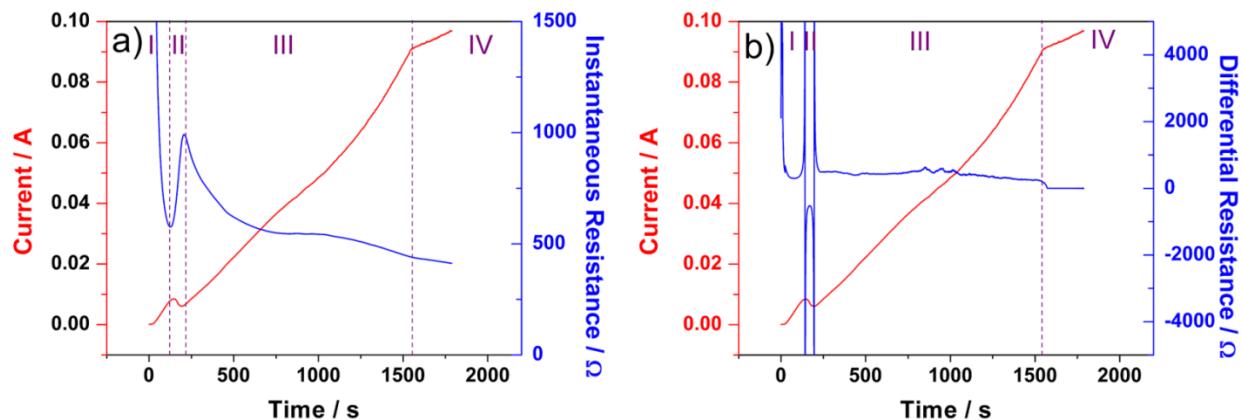 a)
I
II
III
IV
0.10
0.08
0.06
0.04
0.02
0.00
Current / A
1500
1000
500
0
Instantaneous Resistance / Ω
0
500
1000
1500
2000
Time / s
b)
I
II
III
IV
0.10
0.08
0.06
0.04
0.02
0.00
Current / A
4000
2000
0
-2000
-4000
Differential Resistance / Ω
0
500
1000
1500
2000
Time / s